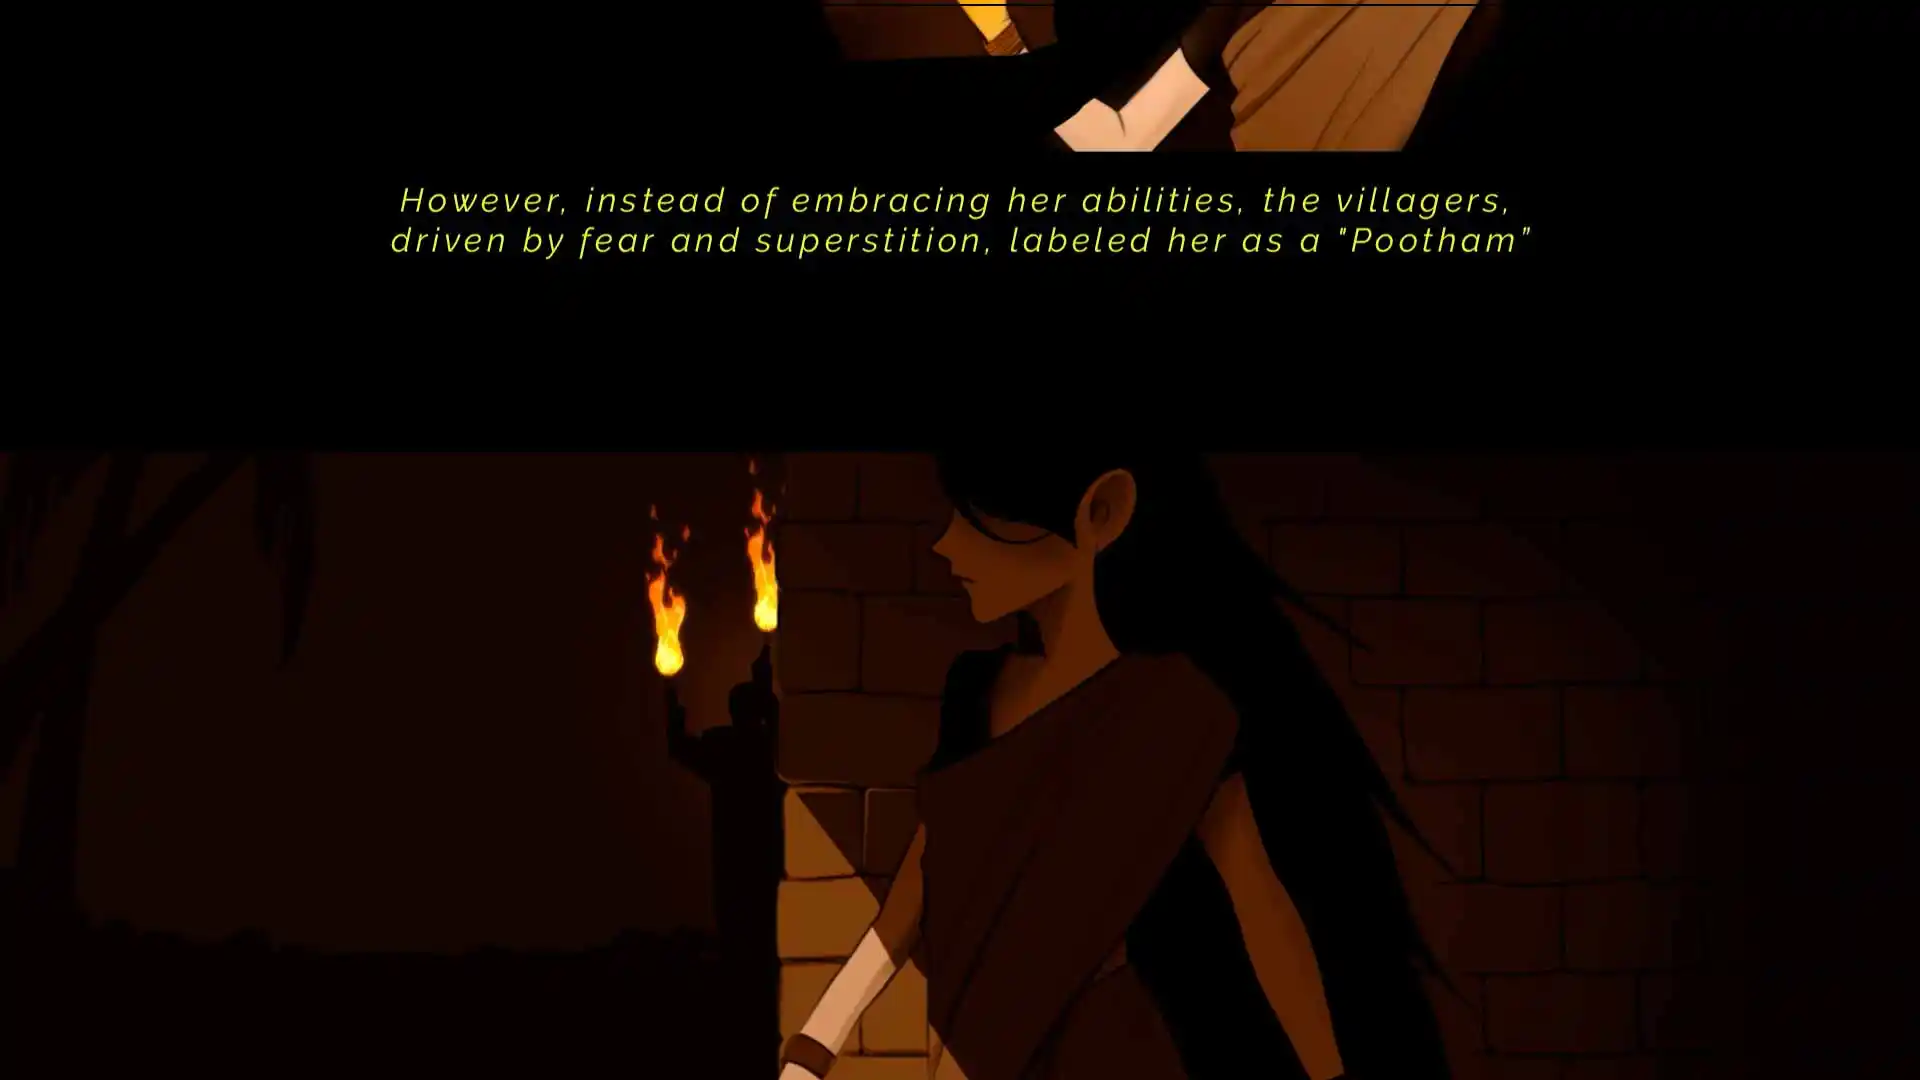 However, instead of embracing her abilities, the villagers,
driven by fear and superstition, labeled her as a "Pootham"